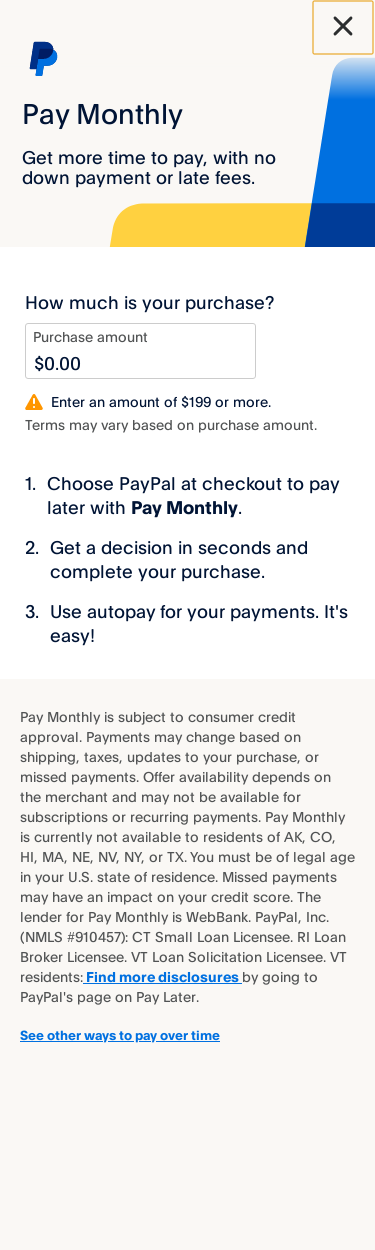 Pay Monthly
Get more time to pay, with no
down payment or late fees.
How much is your purchase?
Purchase amount
$0.00
Enter an amount of $199 or more.
Terms may vary based on purchase amount.
1. Choose PayPal at checkout to pay
later with Pay Monthly.
2. Get a decision in seconds and
complete your purchase.
3. Use autopay for your payments. It's
easy!
Pay Monthly is subject to consumer credit
approval. Payments may change based on
shipping, taxes, updates to your purchase, or
missed payments. Offer availability depends on
the merchant and may not be available for
subscriptions or recurring payments. Pay Monthly
is currently not available to residents of AK, CO,
HI, MA, NE, NV, NY, or TX. You must be of legal age
in your U.S. state of residence. Missed payments
may have an impact on your credit score. The
lender for Pay Monthly is WebBank. PayPal, Inc.
(NMLS #910457): CT Small Loan Licensee. RI Loan
Broker Licensee. VT Loan Solicitation Licensee. VT
residents: Find more disclosures by going to
PayPal's page on Pay Later.
See other ways to pay over time